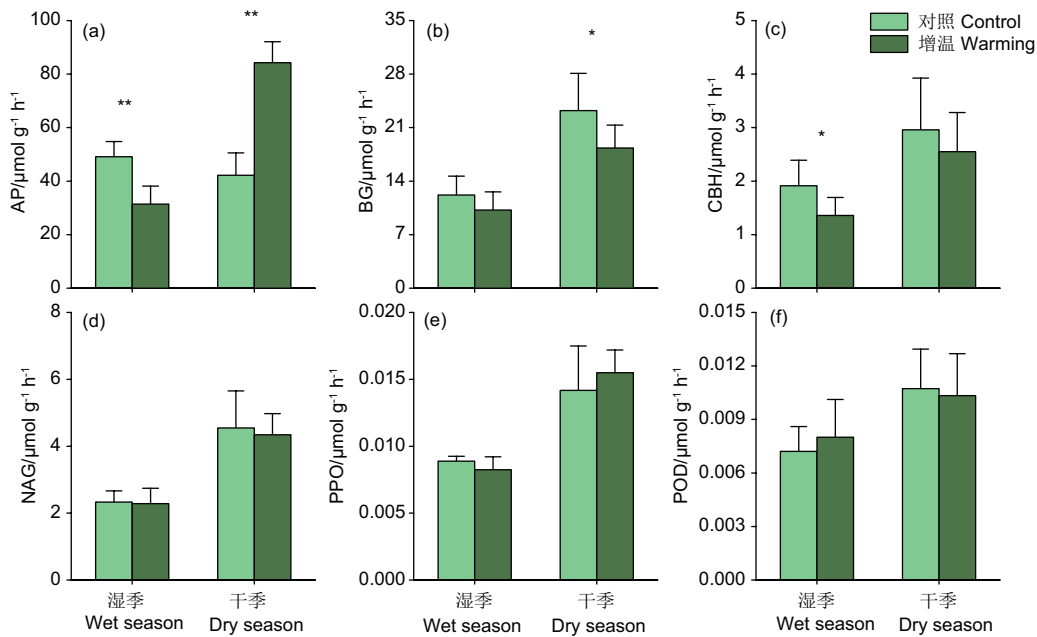 (a)
**
**
AP/μmol g⁻¹ h⁻¹
100
80
60
40
20
0
(b)
*
BG/μmol g⁻¹ h⁻¹
35
28
21
14
7
0
(c)
对照 Control
增温 Warming
*
CBH/μmol g⁻¹ h⁻¹
5
4
3
2
1
0
(d)
NAG/μmol g⁻¹ h⁻¹
8
6
4
2
0
湿季
Wet season
干季
Dry season
(e)
PPO/μmol g⁻¹ h⁻¹
0.020
0.015
0.010
0.005
0.000
湿季
Wet season
干季
Dry season
(f)
POD/μmol g⁻¹ h⁻¹
0.015
0.012
0.009
0.006
0.003
0.000
湿季
Wet season
干季
Dry season